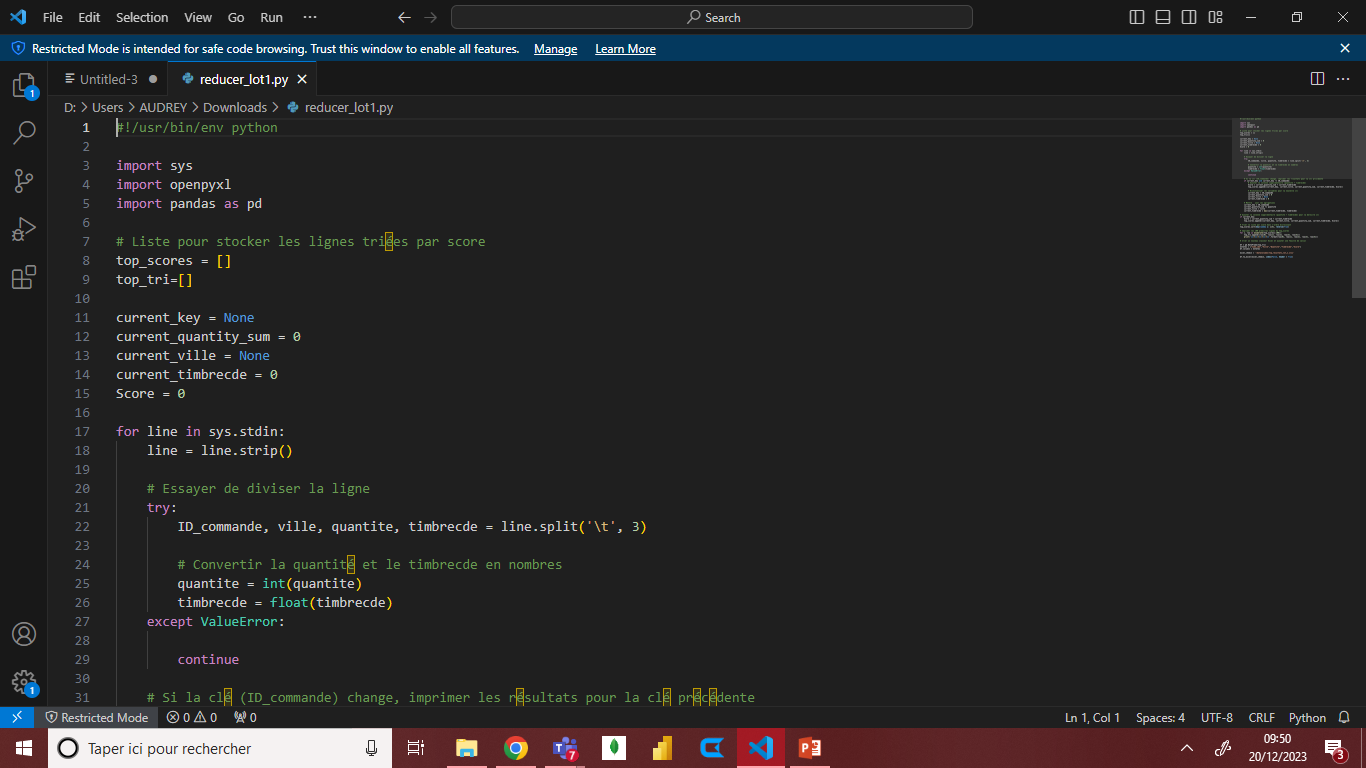 File Edit Selection View Go Run ··· Search
Restricted Mode is intended for safe code browsing. Trust this window to enable all features. Manage Learn More
Untitled-3 reducer_lot1.py
D: > Users > AUDREY > Downloads > reducer_lot1.py
1 #!/usr/bin/env python
2
3 import sys
4 import openpyxl
5 import pandas as pd
6
7 # Liste pour stocker les lignes triées par score
8 top_scores = []
9 top_tri=[]
10
11 current_key = None
12 current_quantity_sum = 0
13 current_ville = None
14 current_timbrecde = 0
15 Score = 0
16
17 for line in sys.stdin:
18 line = line.strip()
19
20 # Essayer de diviser la ligne
21 try:
22 ID_commande, ville, quantite, timbrecde = line.split('\t', 3)
23
24 # Convertir la quantité et le timbrecde en nombres
25 quantite = int(quantite)
26 timbrecde = float(timbrecde)
27 except ValueError:
28
29 continue
30
31 # Si la clé (ID_commande) change, imprimer les résultats pour la clé précédente
1
1
Restricted Mode 0 0 0 Ln 1, Col 1 Spaces: 4 UTF-8 CRLF Python
Taper ici pour rechercher 7 09:50 3
20/12/2023